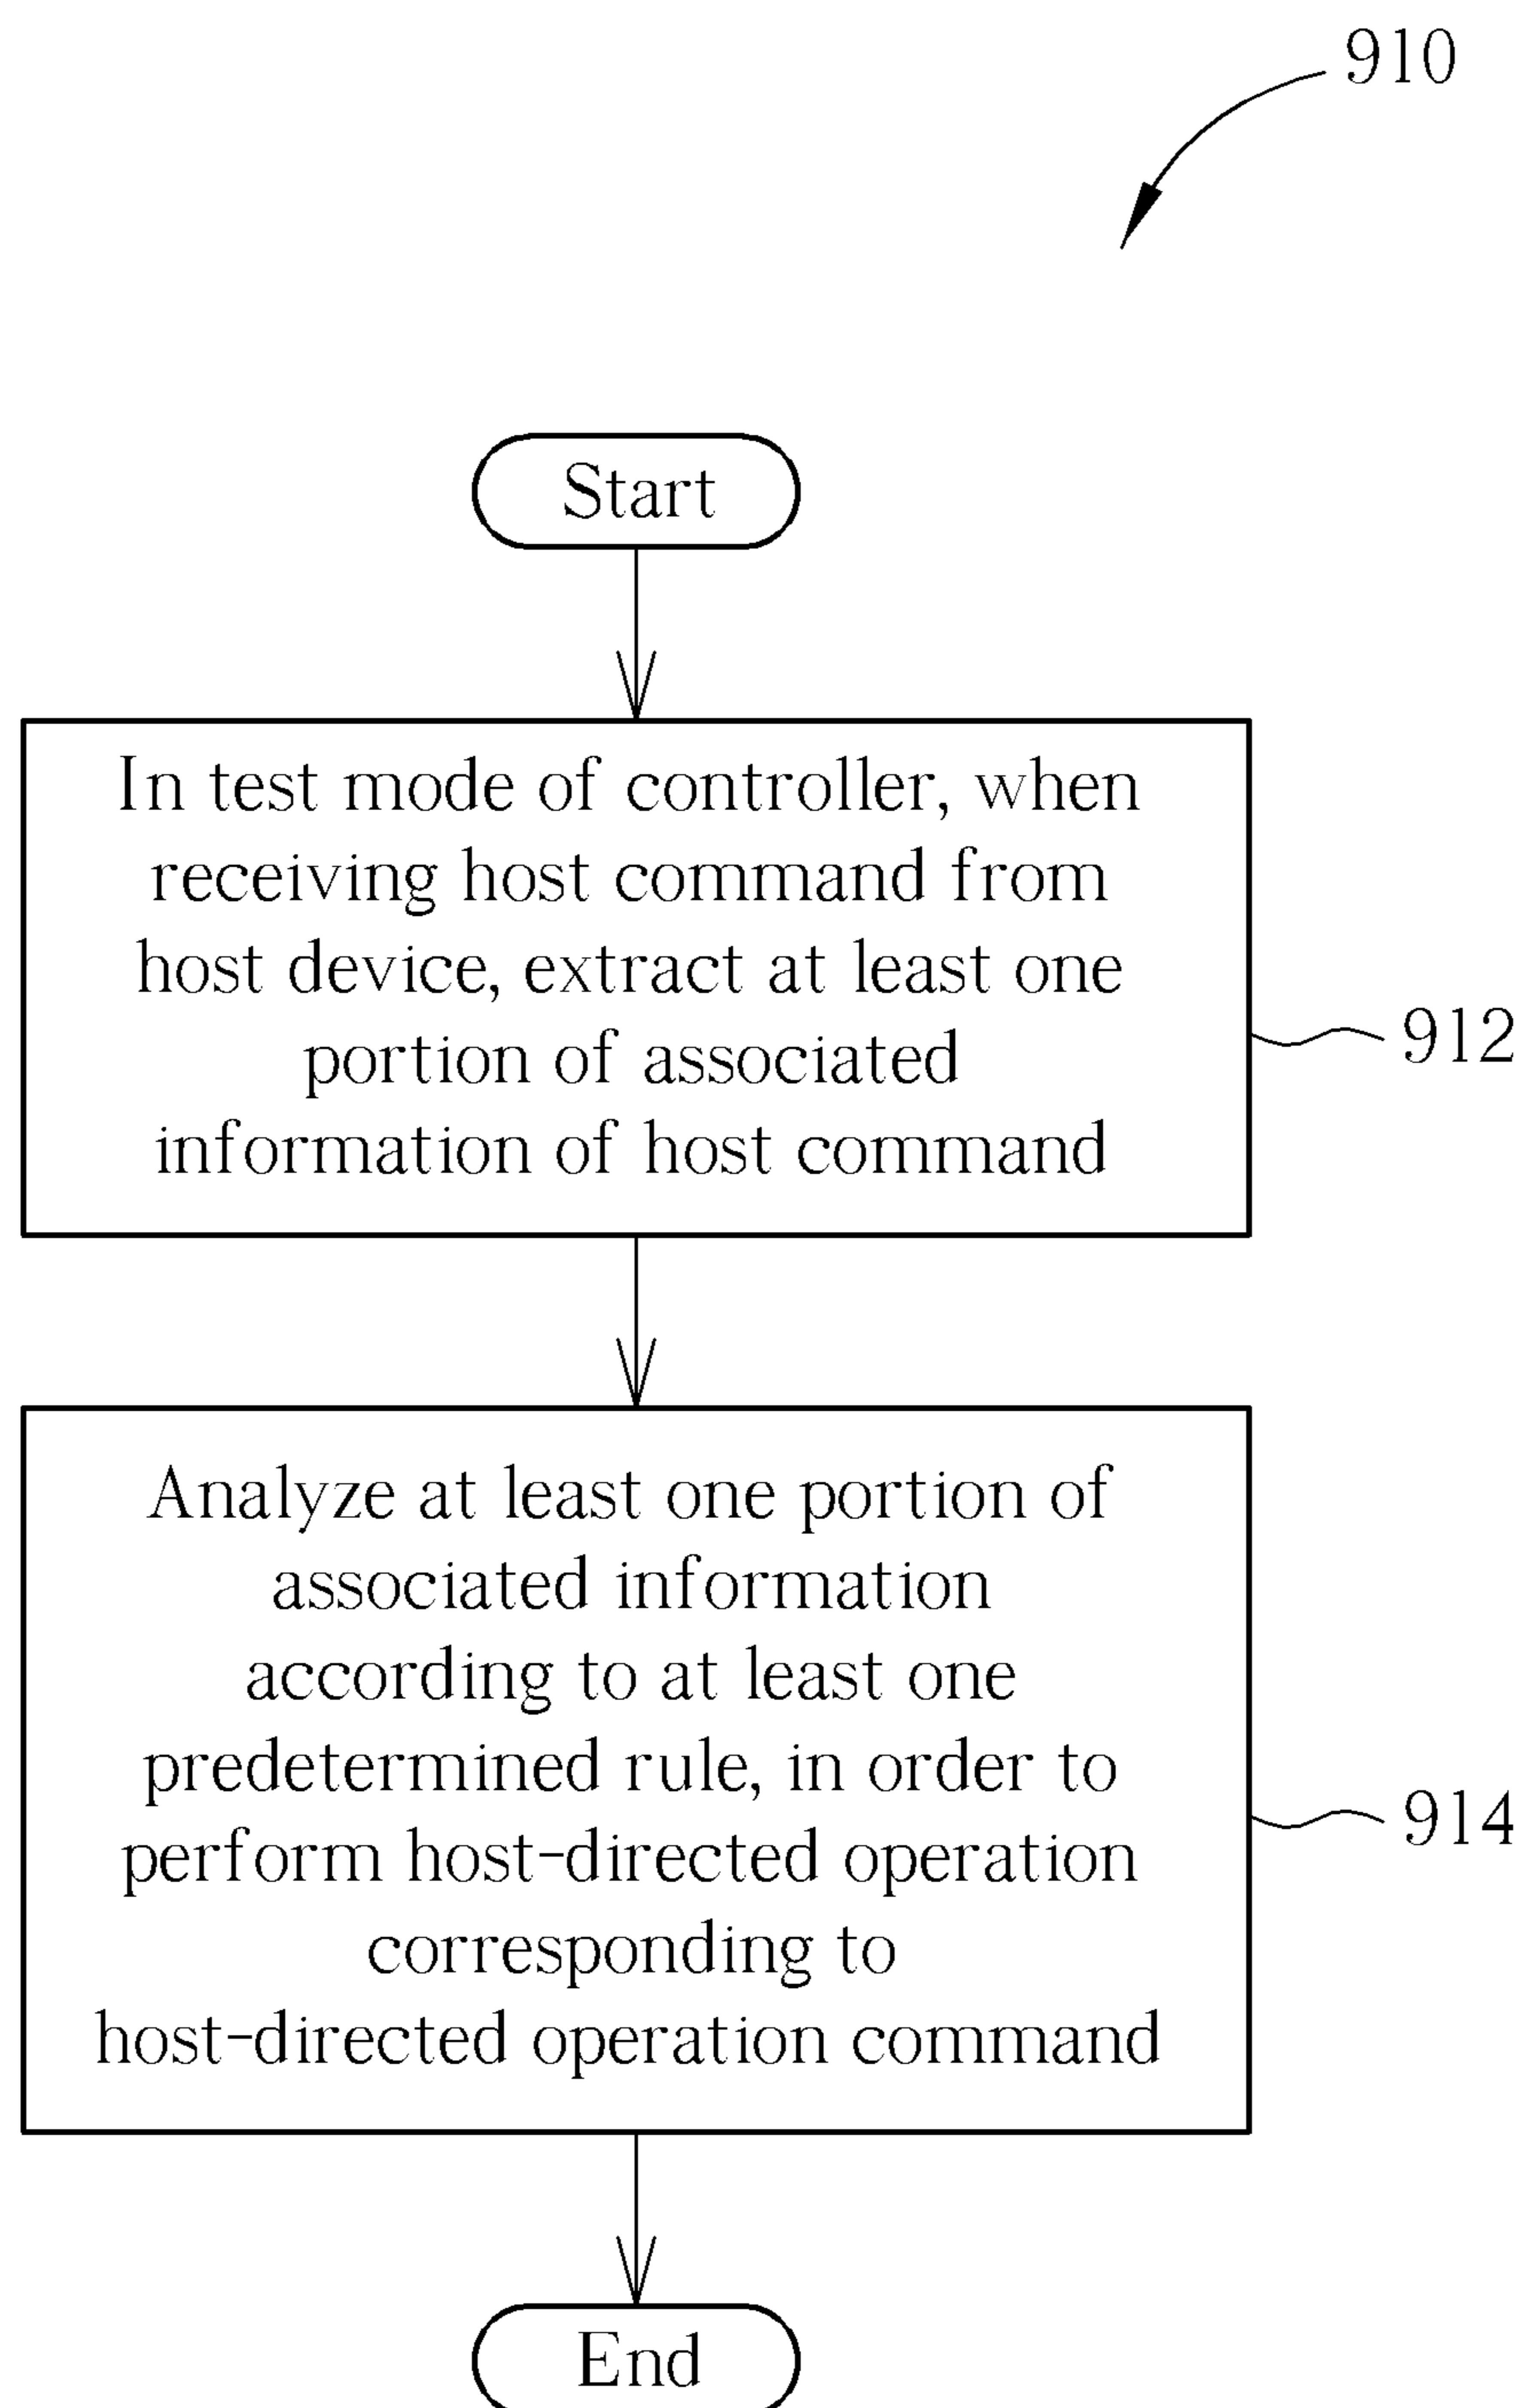 910
Start
In test mode of controller, when
receiving host command from
host device, extract at least one
portion of associated
information of host command
912
Analyze at least one portion of
associated information
according to at least one
predetermined rule, in order to
perform host-directed operation
corresponding to
host-directed operation command
914
End